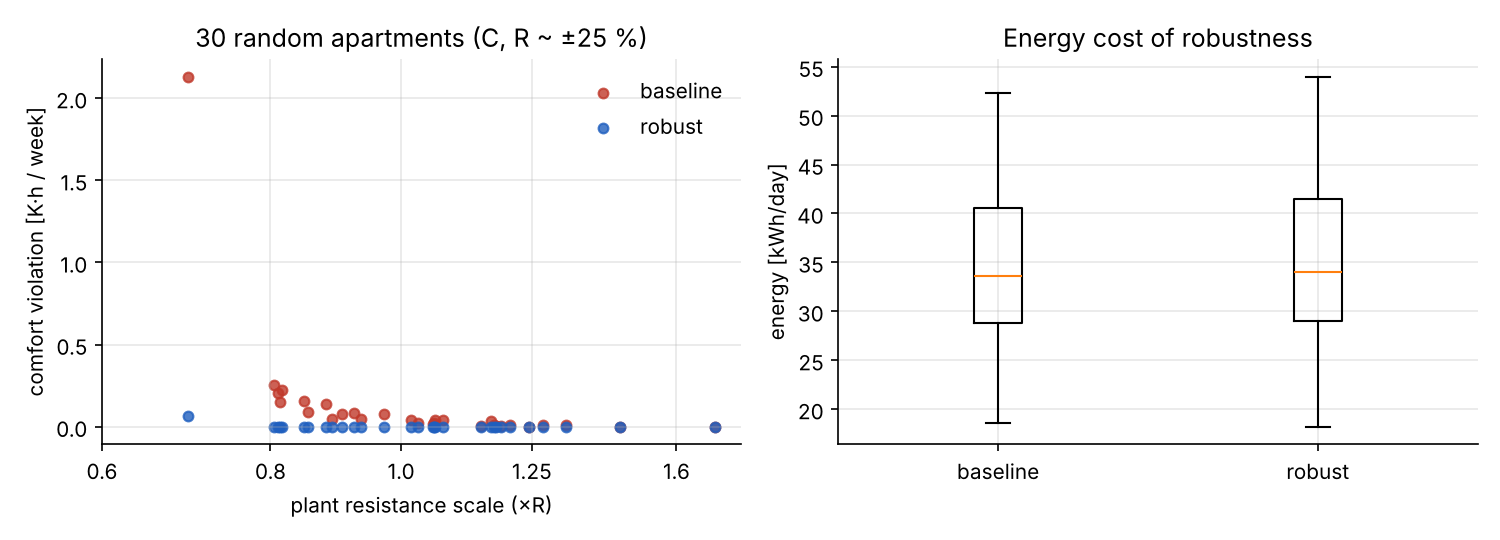 30 random apartments (C, R ~ ±25 %)
comfort violation [K·h / week]
2.0
1.5
1.0
0.5
0.0
baseline
robust
0.6
0.8
1.0
1.25
1.6
plant resistance scale (×R)
Energy cost of robustness
energy [kWh/day]
55
50
45
40
35
30
25
20
baseline
robust